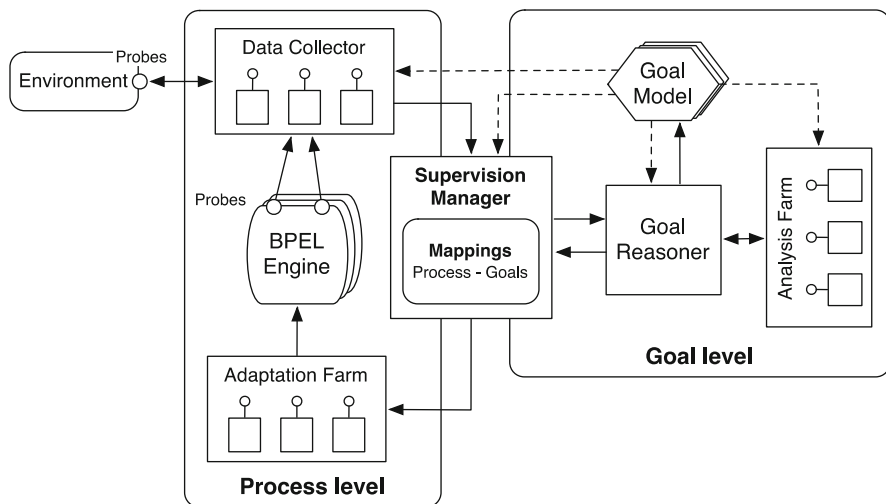 Probes
Environment
Data Collector
Goal
Model
Supervision
Manager
Mappings
Process - Goals
Goal
Reasoner
Analysis Farm
Probes
BPEL
Engine
Adaptation Farm
Process level
Goal level